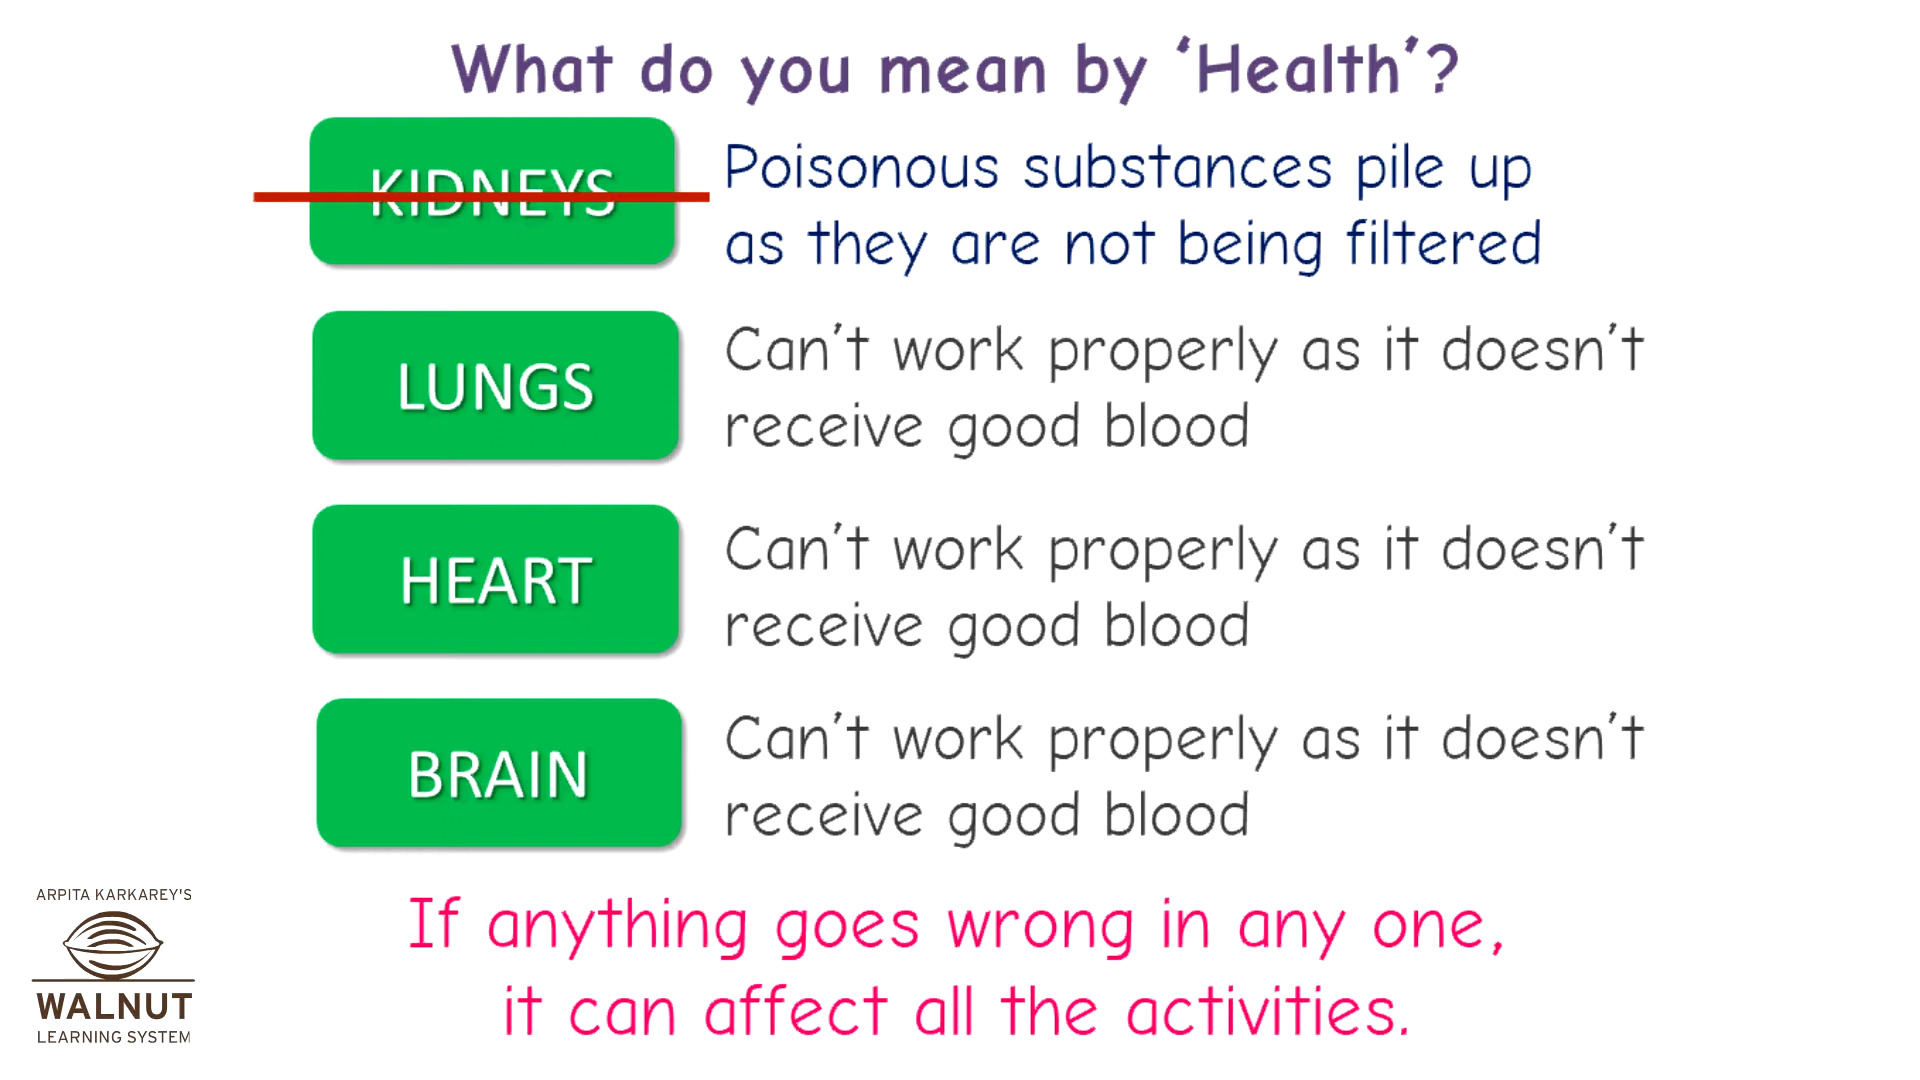 What do you mean by ‘Health’?
KIDNEYS
Poisonous substances pile up
as they are not being filtered
LUNGS
Can’t work properly as it doesn’t
receive good blood
HEART
Can’t work properly as it doesn’t
receive good blood
BRAIN
Can’t work properly as it doesn’t
receive good blood
If anything goes wrong in any one,
it can affect all the activities.
ARPITA KARKAREY'S
WALNUT
LEARNING SYSTEM